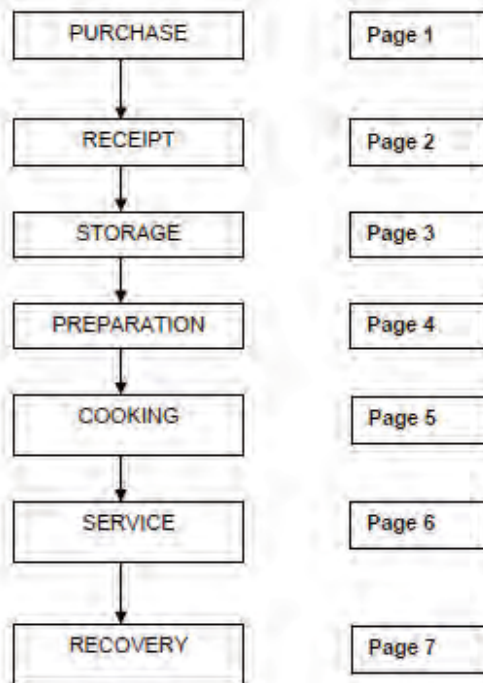 PURCHASE Page 1
RECEIPT Page 2
STORAGE Page 3
PREPARATION Page 4
COOKING Page 5
SERVICE Page 6
RECOVERY Page 7